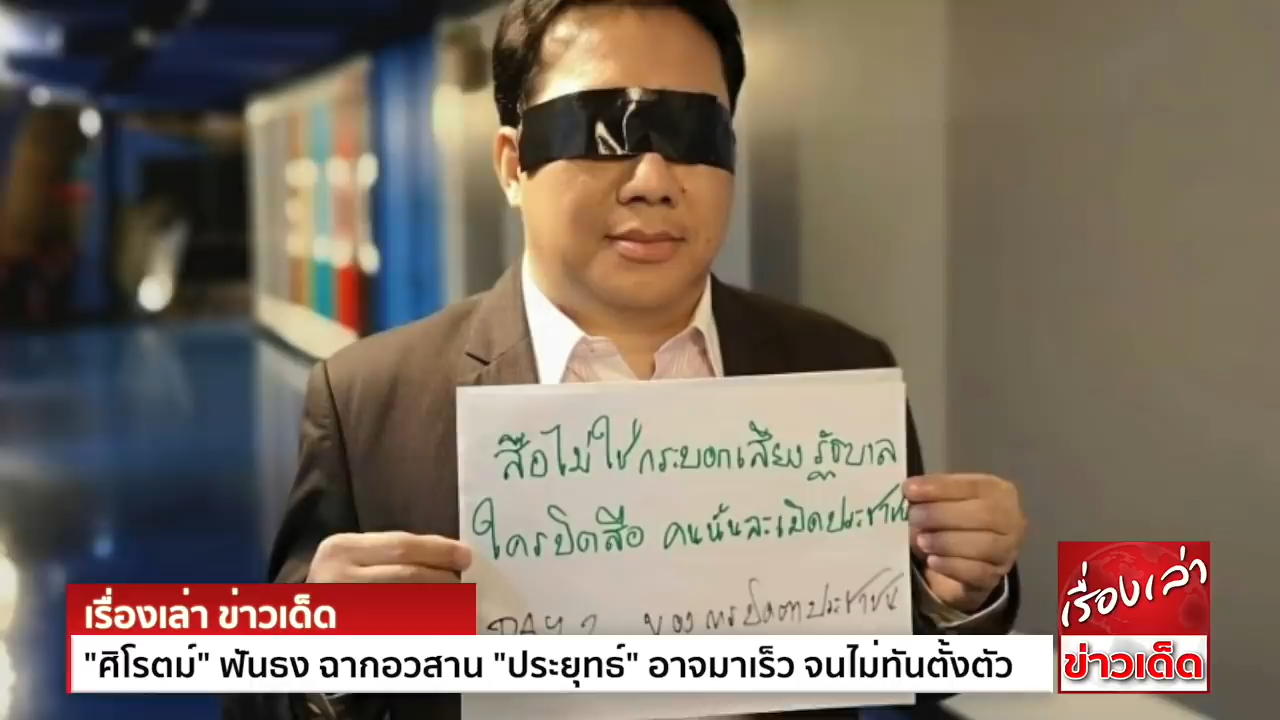 สื่อไม่ใช่กระบอกเสียงรัฐบาล
ใครปิดสื่อ คนนั้นละเมิดประชาชน
DAY 2 ของการปิดตาประชาชน
เรื่องเล่า ข่าวเด็ด
"ศิโรตม์" ฟันธง ฉากอวสาน "ประยุทธ์" อาจมาเร็ว จนไม่ทันตั้งตัว
เรื่องเล่า
ข่าวเด็ด